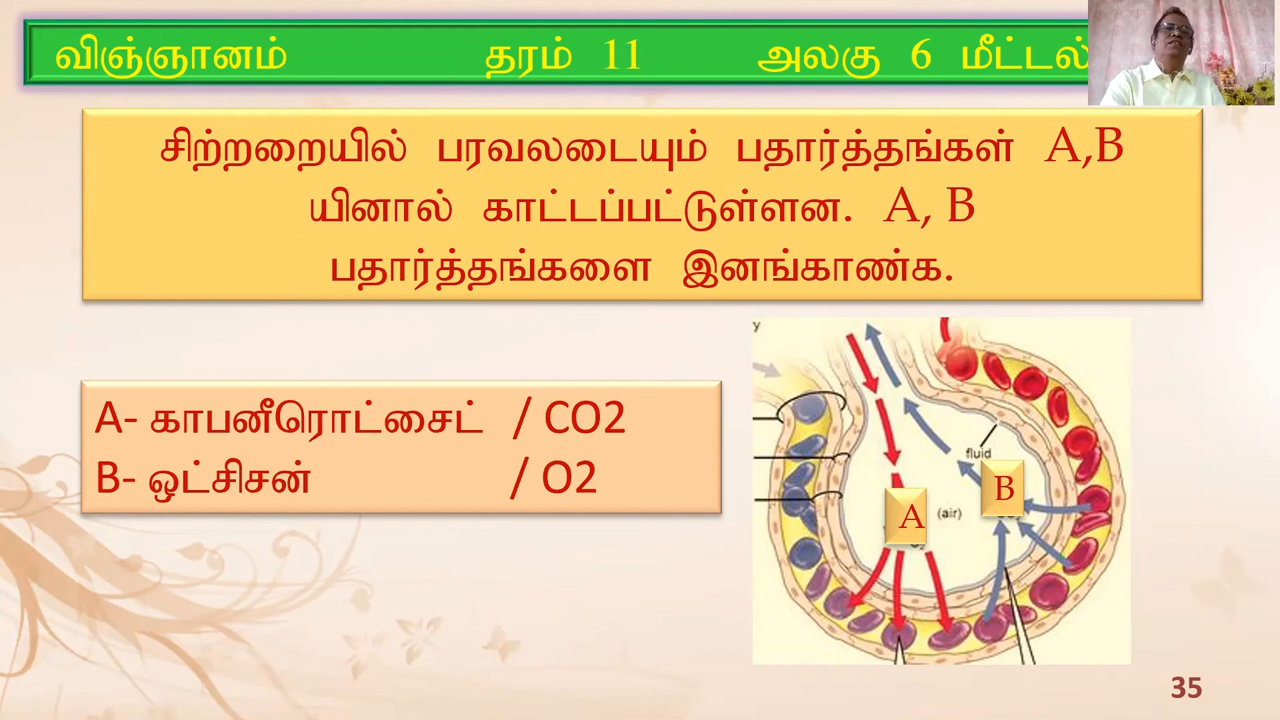 விஞ்ஞானம் தரம் 11 அலகு 6 மீட்டல்
சிற்றறையில் பரவலடையும் பதார்த்தங்கள் A,B
யினால் காட்டப்பட்டுள்ளன. A, B
பதார்த்தங்களை இனங்காண்க.
A- காபனீரொட்சைட் / CO2
B- ஒட்சிசன் / O2
y
fluid
B
A
(air)
35